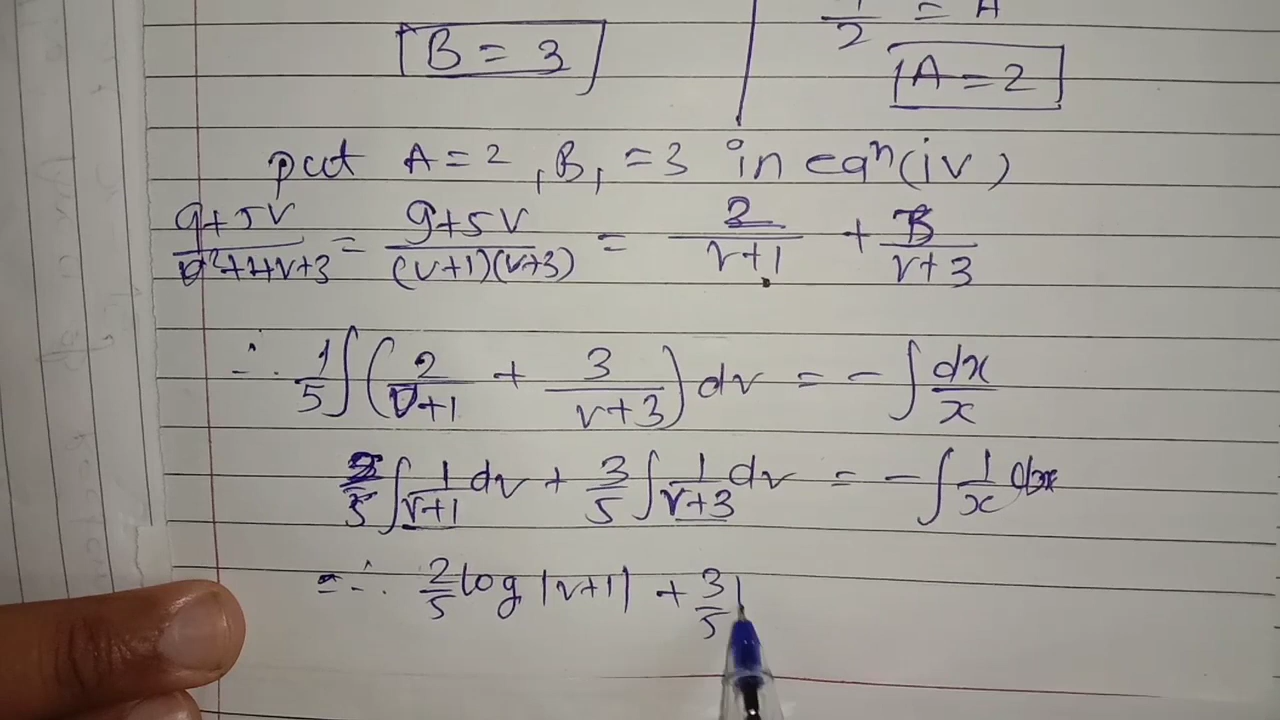 B = 3
/2 = A
A = 2
put A = 2 , B, = 3 in eqn (iv)
9+5v/v²+4v+3 = 9+5v/(v+1)(v+3) = 2/v+1 + 3/v+3
∴ 1/5 ∫ (2/v+1 + 3/v+3) dv = - ∫ dx/x
2/5 ∫ 1/v+1 dv + 3/5 ∫ 1/v+3 dv = - ∫ 1/x dx
=∴ 2/5 log |v+1| + 3/5